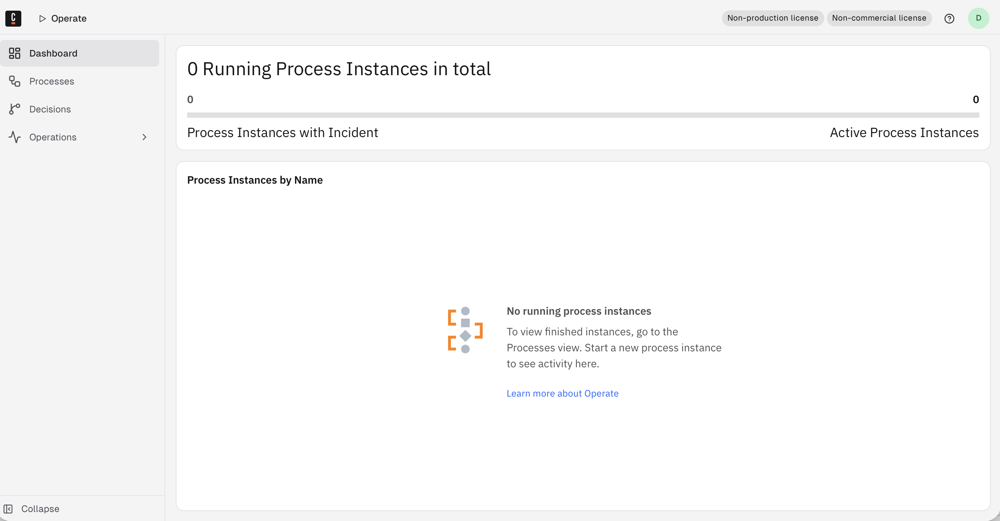 C
Operate
Non-production license
Non-commercial license
D
Dashboard
Processes
Decisions
Operations
0 Running Process Instances in total
0
0
Process Instances with Incident
Active Process Instances
Process Instances by Name
No running process instances
To view finished instances, go to the
Processes view. Start a new process instance
to see activity here.
Learn more about Operate
Collapse